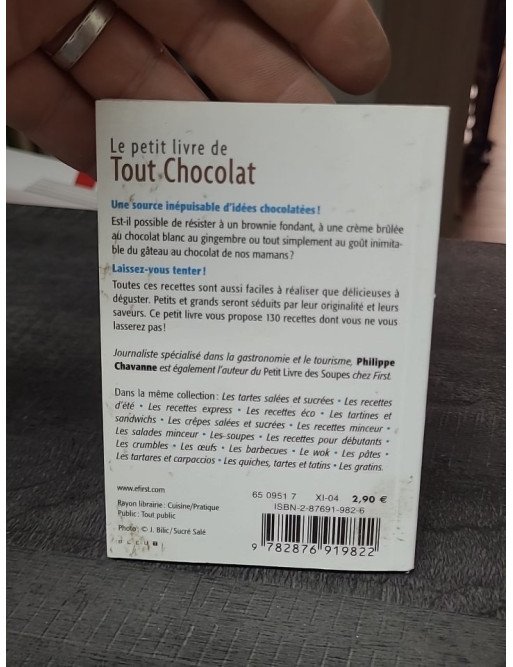 Le petit livre de
Tout Chocolat
Une source inépuisable d'idées chocolatées !
Est-il possible de résister à un brownie fondant, à une crème brûlée
au chocolat blanc au gingembre ou tout simplement au goût inimita-
ble du gâteau au chocolat de nos mamans ?
Laissez-vous tenter !
Toutes ces recettes sont aussi faciles à réaliser que délicieuses à
déguster. Petits et grands seront séduits par leur originalité et leurs
saveurs. Ce petit livre vous propose 130 recettes dont vous ne vous
lasserez pas !
Journaliste spécialisé dans la gastronomie et le tourisme, Philippe
Chavanne est également l'auteur du Petit Livre des Soupes chez First.
Dans la même collection : Les tartes salées et sucrées • Les recettes
d'été • Les recettes express • Les recettes éco • Les tartines et
sandwichs • Les crêpes salées et sucrées • Les recettes minceur •
Les salades minceur • Les soupes • Les recettes pour débutants •
Les crumbles • Les œufs • Les barbecues • Le wok • Les pâtes •
Les tartares et carpaccios • Les quiches, tartes et tatins • Les gratins.
www.efirst.com
65 0951 7 XI-04 2,90 €
Rayon librairie : Cuisine/Pratique
ISBN-2-87691-982-6
Public : Tout public
Photo : © J. Bilic / Sucré Salé
9 782876 919822